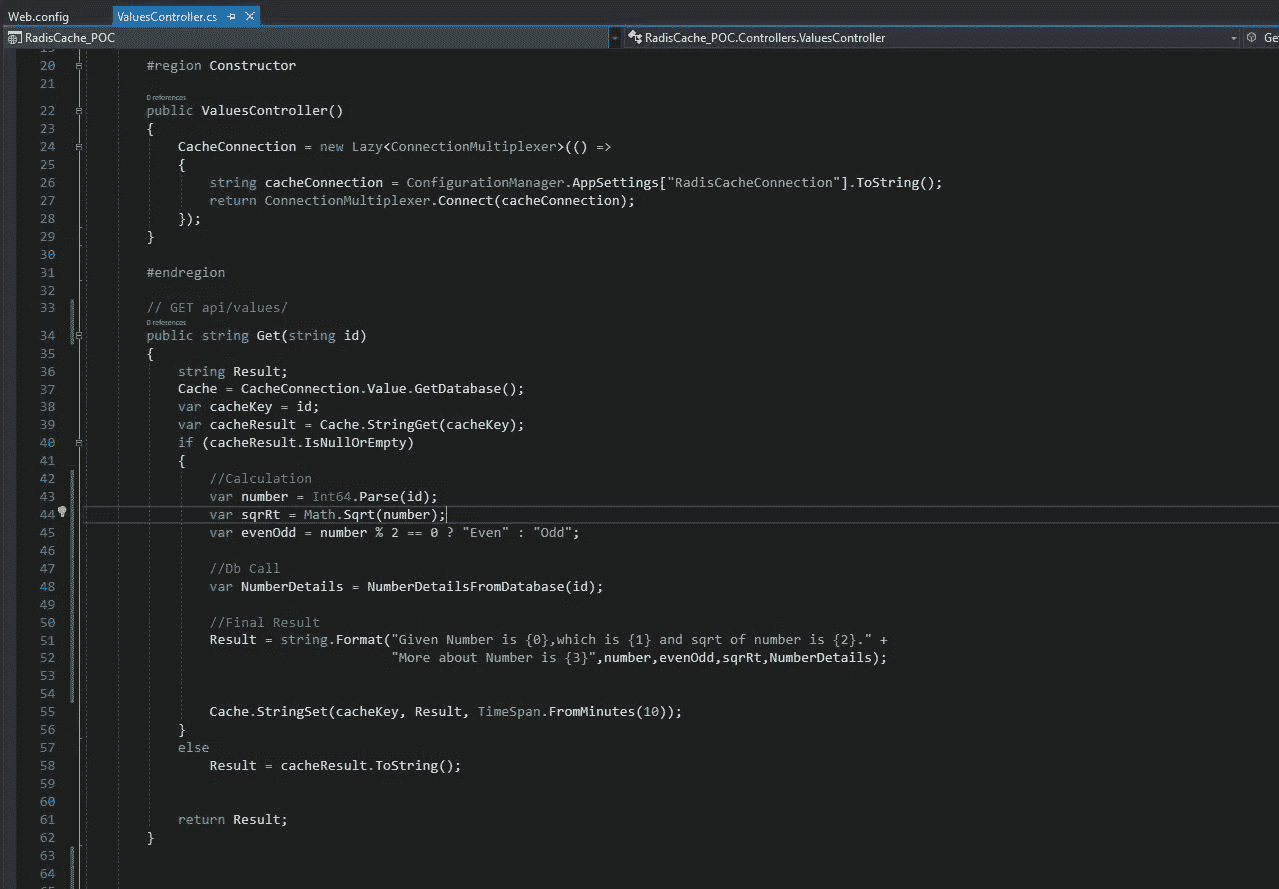 Web.config
ValuesController.cs
RadisCache_POC
RadisCache_POC.Controllers.ValuesController
20 #region Constructor
21
0 references
22 public ValuesController()
23 {
24 CacheConnection = new Lazy<ConnectionMultiplexer>(() =>
25 {
26 string cacheConnection = ConfigurationManager.AppSettings["RadisCacheConnection"].ToString();
27 return ConnectionMultiplexer.Connect(cacheConnection);
28 });
29 }
30
31 #endregion
32
33 // GET api/values/
0 references
34 public string Get(string id)
35 {
36 string Result;
37 Cache = CacheConnection.Value.GetDatabase();
38 var cacheKey = id;
39 var cacheResult = Cache.StringGet(cacheKey);
40 if (cacheResult.IsNullOrEmpty)
41 {
42 //Calculation
43 var number = Int64.Parse(id);
44 var sqrRt = Math.Sqrt(number);
45 var evenOdd = number % 2 == 0 ? "Even" : "Odd";
46
47 //Db Call
48 var NumberDetails = NumberDetailsFromDatabase(id);
49
50 //Final Result
51 Result = string.Format("Given Number is {0},which is {1} and sqrt of number is {2}." +
52 "More about Number is {3}",number,evenOdd,sqrRt,NumberDetails);
53
54
55 Cache.StringSet(cacheKey, Result, TimeSpan.FromMinutes(10));
56 }
57 else
58 Result = cacheResult.ToString();
59
60
61 return Result;
62 }
63
64